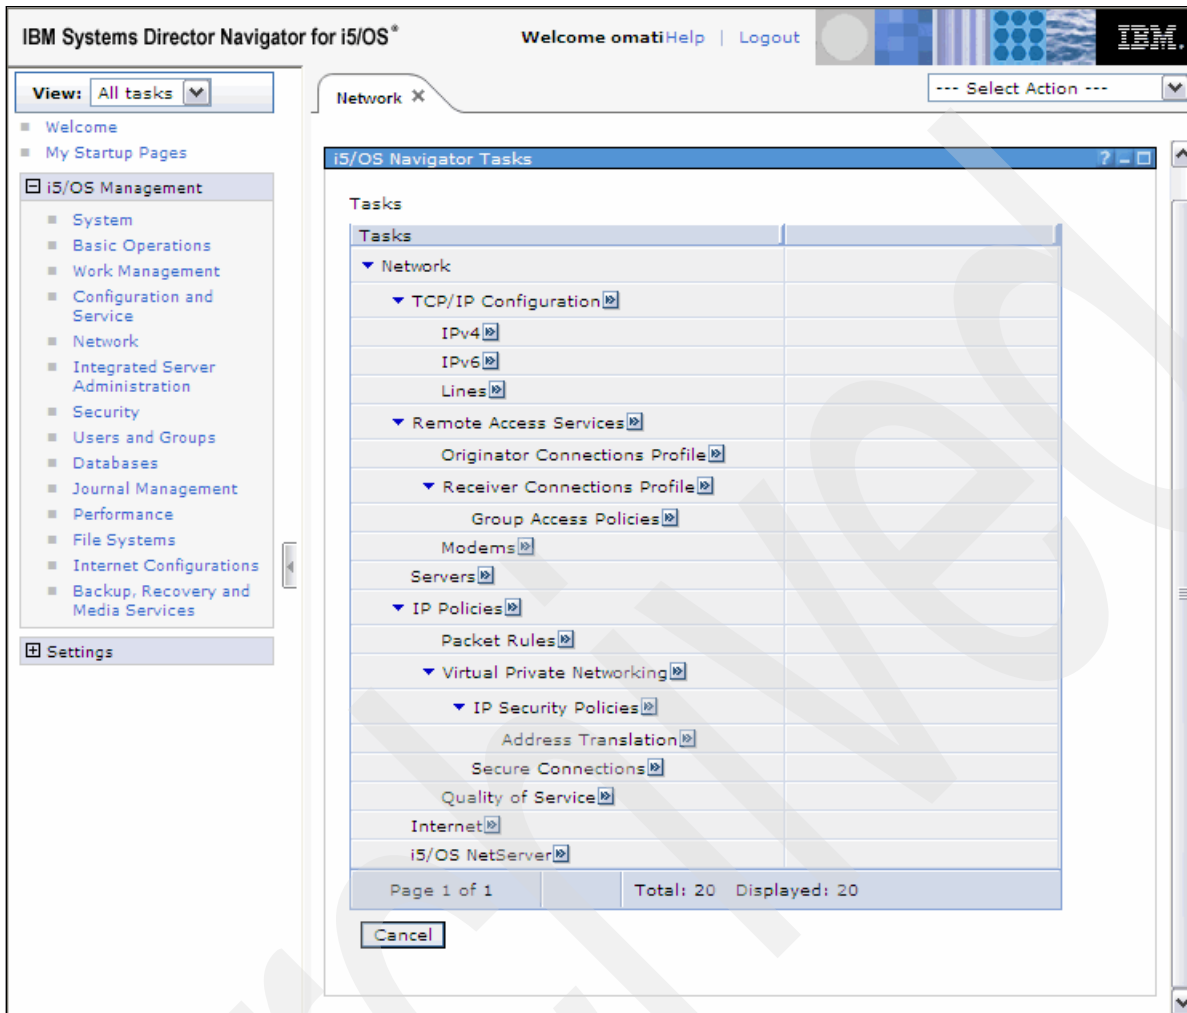 IBM Systems Director Navigator for i5/OS®
Welcome omati Help | Logout
IBM.
View: All tasks
Network
--- Select Action ---
Welcome
My Startup Pages
i5/OS Management
System
Basic Operations
Work Management
Configuration and
Service
Network
Integrated Server
Administration
Security
Users and Groups
Databases
Journal Management
Performance
File Systems
Internet Configurations
Backup, Recovery and
Media Services
Settings
i5/OS Navigator Tasks
Tasks
Tasks
Network
TCP/IP Configuration
IPv4
IPv6
Lines
Remote Access Services
Originator Connections Profile
Receiver Connections Profile
Group Access Policies
Modems
Servers
IP Policies
Packet Rules
Virtual Private Networking
IP Security Policies
Address Translation
Secure Connections
Quality of Service
Internet
i5/OS NetServer
Page 1 of 1
Total: 20 Displayed: 20
Cancel